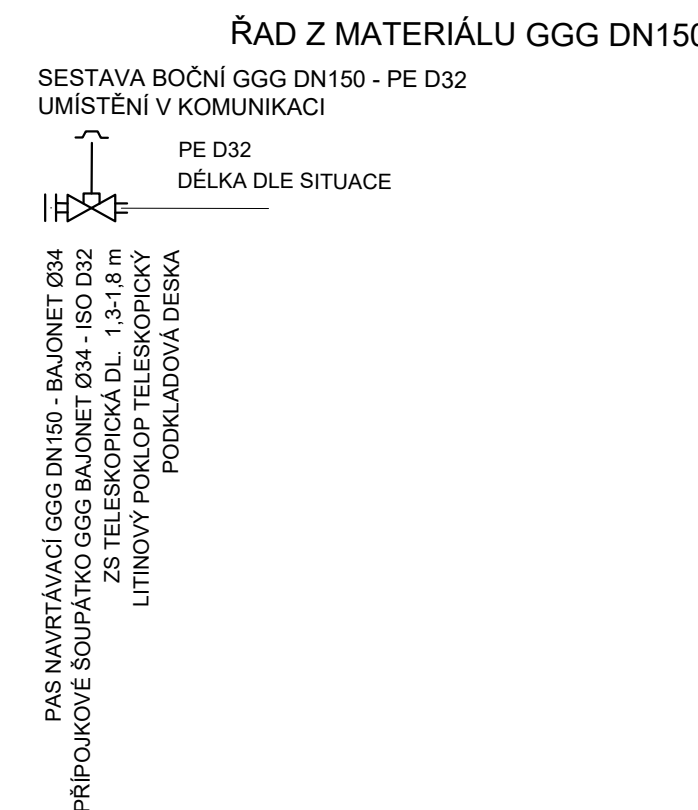 ŘAD Z MATERIÁLU GGG DN150
SESTAVA BOČNÍ GGG DN150 - PE D32
UMÍSTĚNÍ V KOMUNIKACI
PE D32
DÉLKA DLE SITUACE
PAS NAVRTÁVACÍ GGG DN150 - BAJONET Ø34
PŘÍPOJKOVÉ ŠOUPÁTKO GGG BAJONET Ø34 - ISO D32
ZS TELESKOPICKÁ DL. 1,3-1,8 m
LITINOVÝ POKLOP TELESKOPICKÝ
PODKLADOVÁ DESKA